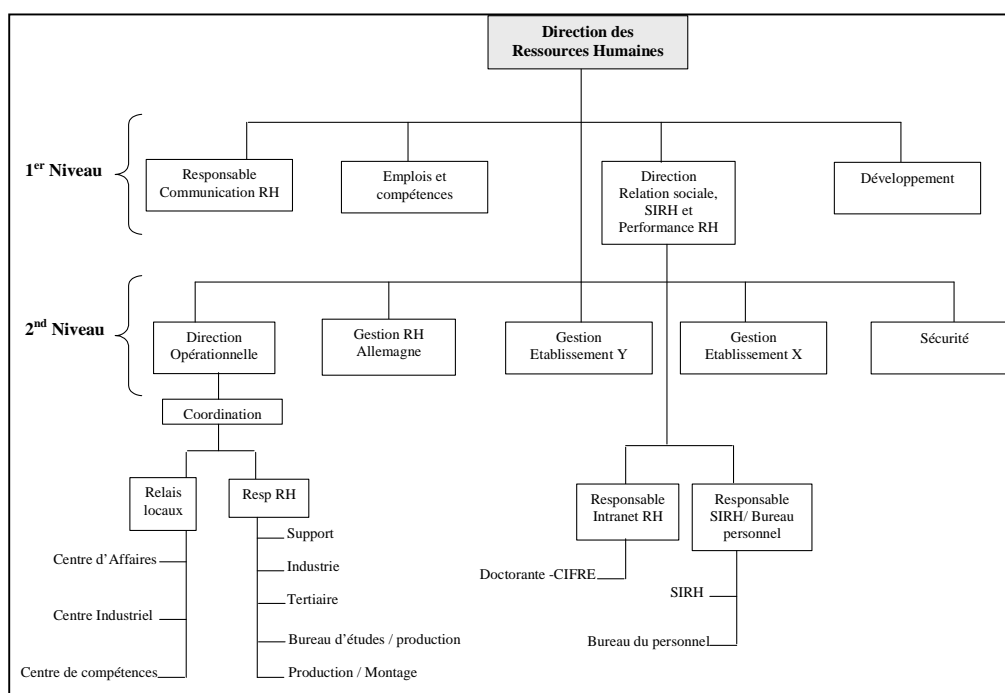 Direction des
Ressources Humaines
1er Niveau
Responsable
Communication RH
Emplois et
compétences
Direction
Relation sociale,
SIRH et
Performance RH
Développement
2nd Niveau
Direction
Opérationnelle
Gestion RH
Allemagne
Gestion
Etablissement Y
Gestion
Etablissement X
Sécurité
Coordination
Relais
locaux
Resp RH
Responsable
Intranet RH
Responsable
SIRH/ Bureau
personnel
Centre d'Affaires
Centre Industriel
Centre de compétences
Support
Industrie
Tertiaire
Bureau d'études / production
Production / Montage
Doctorante -CIFRE
SIRH
Bureau du personnel